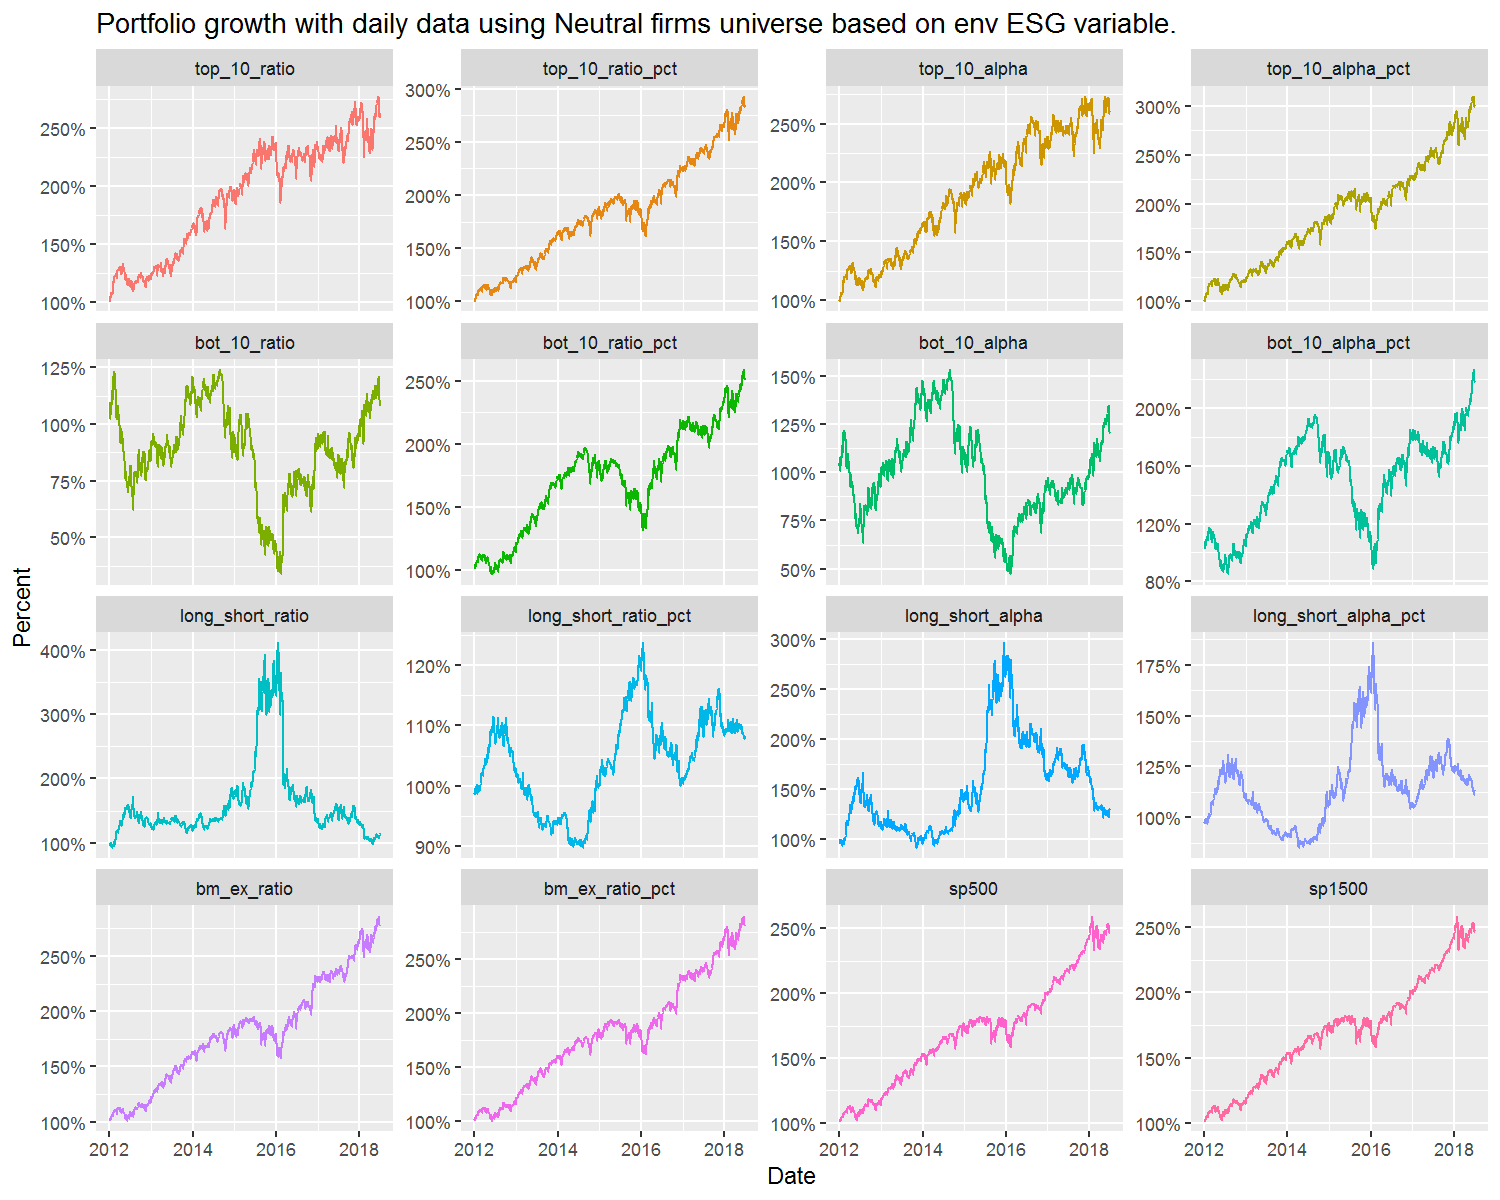 Portfolio growth with daily data using Neutral firms universe based on env ESG variable.
top_10_ratio
top_10_ratio_pct
top_10_alpha
top_10_alpha_pct
250%
200%
150%
100%
300%
250%
200%
150%
100%
250%
200%
150%
100%
300%
250%
200%
150%
100%
bot_10_ratio
bot_10_ratio_pct
bot_10_alpha
bot_10_alpha_pct
125%
100%
75%
50%
250%
200%
150%
100%
150%
125%
100%
75%
50%
200%
160%
120%
80%
Percent
long_short_ratio
long_short_ratio_pct
long_short_alpha
long_short_alpha_pct
400%
300%
200%
100%
120%
110%
100%
90%
300%
250%
200%
150%
100%
175%
150%
125%
100%
bm_ex_ratio
bm_ex_ratio_pct
sp500
sp1500
250%
200%
150%
100%
250%
200%
150%
100%
250%
200%
150%
100%
250%
200%
150%
100%
2012 2014 2016 2018
2012 2014 2016 2018
2012 2014 2016 2018
2012 2014 2016 2018
Date